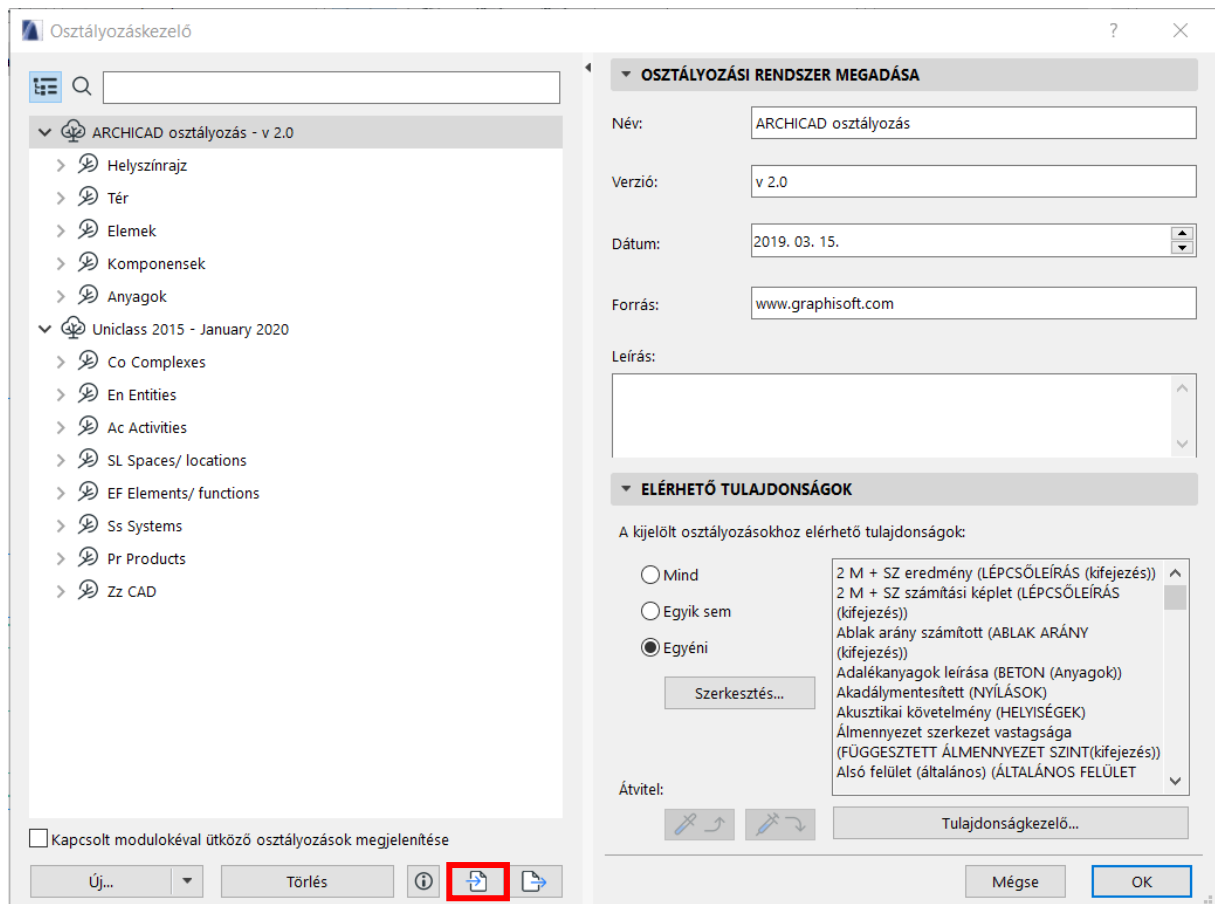 Osztályozáskezelő
ARCHICAD osztályozás - v 2.0
Helyszínrajz
Tér
Elemek
Komponensek
Anyagok
Uniclass 2015 - January 2020
Co Complexes
En Entities
Ac Activities
SL Spaces/ locations
EF Elements/ functions
Ss Systems
Pr Products
Zz CAD
Kapcsolt modulokéval ütköző osztályozások megjelenítése
Új...
Törlés
OSZTÁLYOZÁSI RENDSZER MEGADÁSA
Név:
ARCHICAD osztályozás
Verzió:
v 2.0
Dátum:
2019. 03. 15.
Forrás:
www.graphisoft.com
Leírás:
ELÉRHETŐ TULAJDONSÁGOK
A kijelölt osztályozásokhoz elérhető tulajdonságok:
Mind
Egyik sem
Egyéni
Szerkesztés...
2 M + SZ eredmény (LÉPCSŐLEÍRÁS (kifejezés))
2 M + SZ számítási képlet (LÉPCSŐLEÍRÁS
(kifejezés))
Ablak arány számított (ABLAK ARÁNY
(kifejezés))
Adalékanyagok leírása (BETON (Anyagok))
Akadálymentesített (NYÍLÁSOK)
Akusztikai követelmény (HELYISÉGEK)
Álmennyezet szerkezet vastagsága
(FÜGGESZTETT ÁLMENNYEZET SZINT(kifejezés))
Alsó felület (általános) (ÁLTALÁNOS FELÜLET
Átvitel:
Tulajdonságkezelő...
Mégse
OK